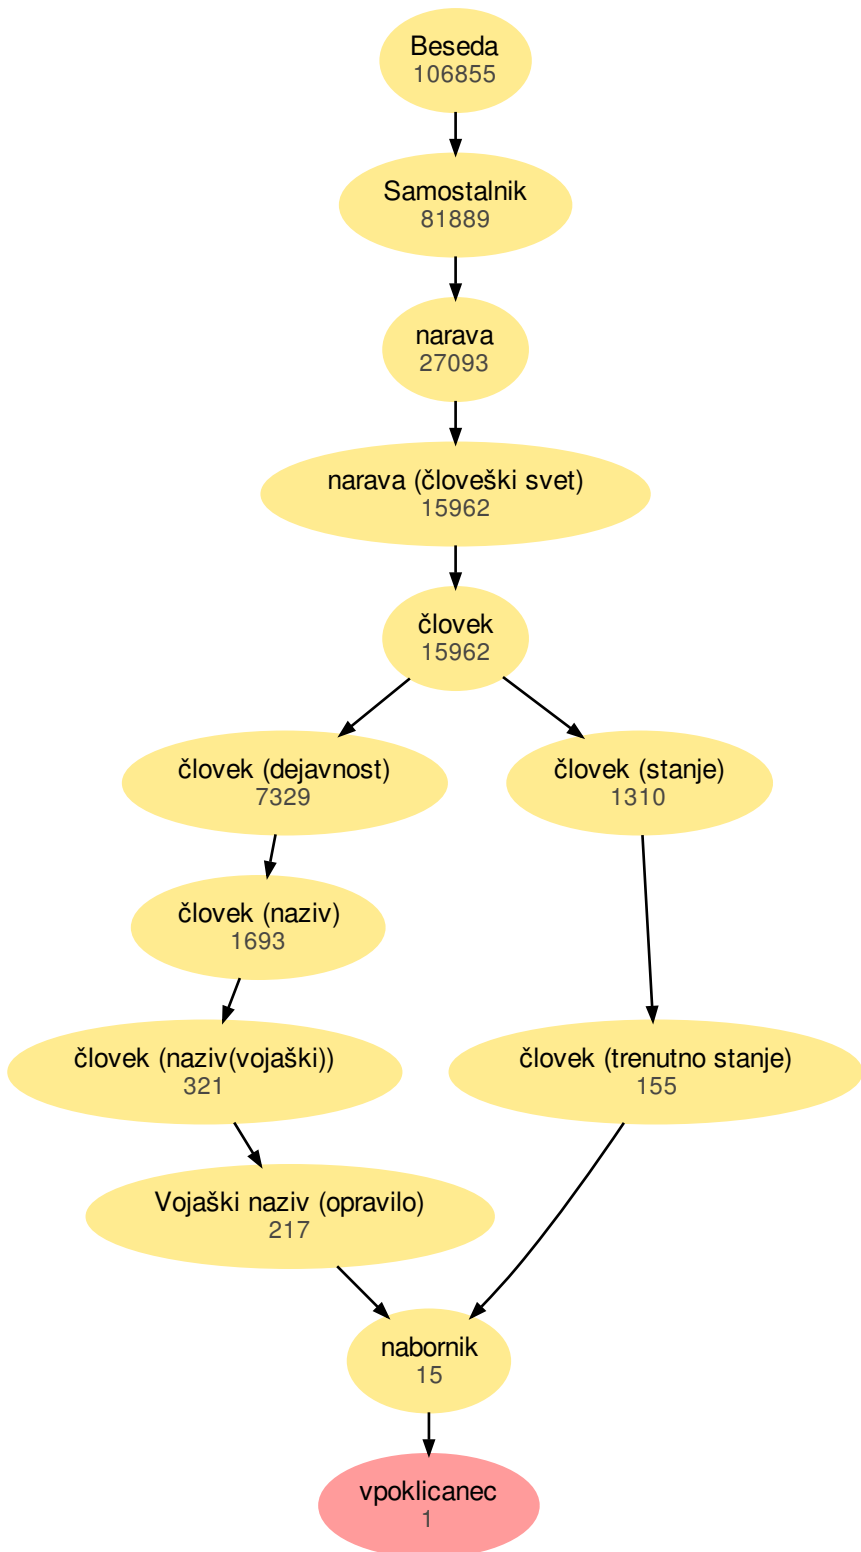 Beseda
106855
Samostalnik
81889
narava
27093
narava (človeški svet)
15962
človek
15962
človek (dejavnost)
7329
človek (stanje)
1310
človek (naziv)
1693
človek (naziv(vojaški))
321
človek (trenutno stanje)
155
Vojaški naziv (opravilo)
217
nabornik
15
vpoklicanec
1